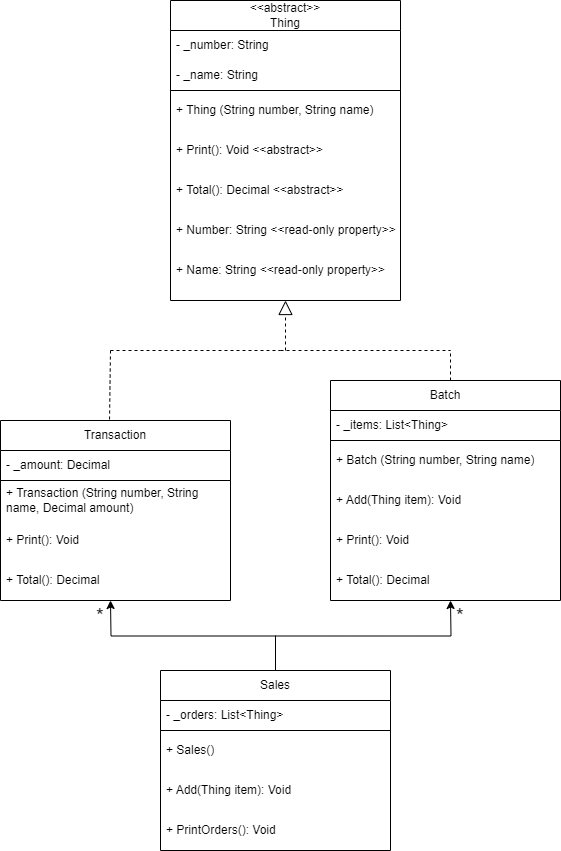 <<abstract>>
Thing
- _number: String
- _name: String
+ Thing (String number, String name)
+ Print(): Void <<abstract>>
+ Total(): Decimal <<abstract>>
+ Number: String <<read-only property>>
+ Name: String <<read-only property>>
Transaction
- _amount: Decimal
+ Transaction (String number, String
name, Decimal amount)
+ Print(): Void
+ Total(): Decimal
*
Batch
- _items: List<Thing>
+ Batch (String number, String name)
+ Add(Thing item): Void
+ Print(): Void
+ Total(): Decimal
*
Sales
- _orders: List<Thing>
+ Sales()
+ Add(Thing item): Void
+ PrintOrders(): Void